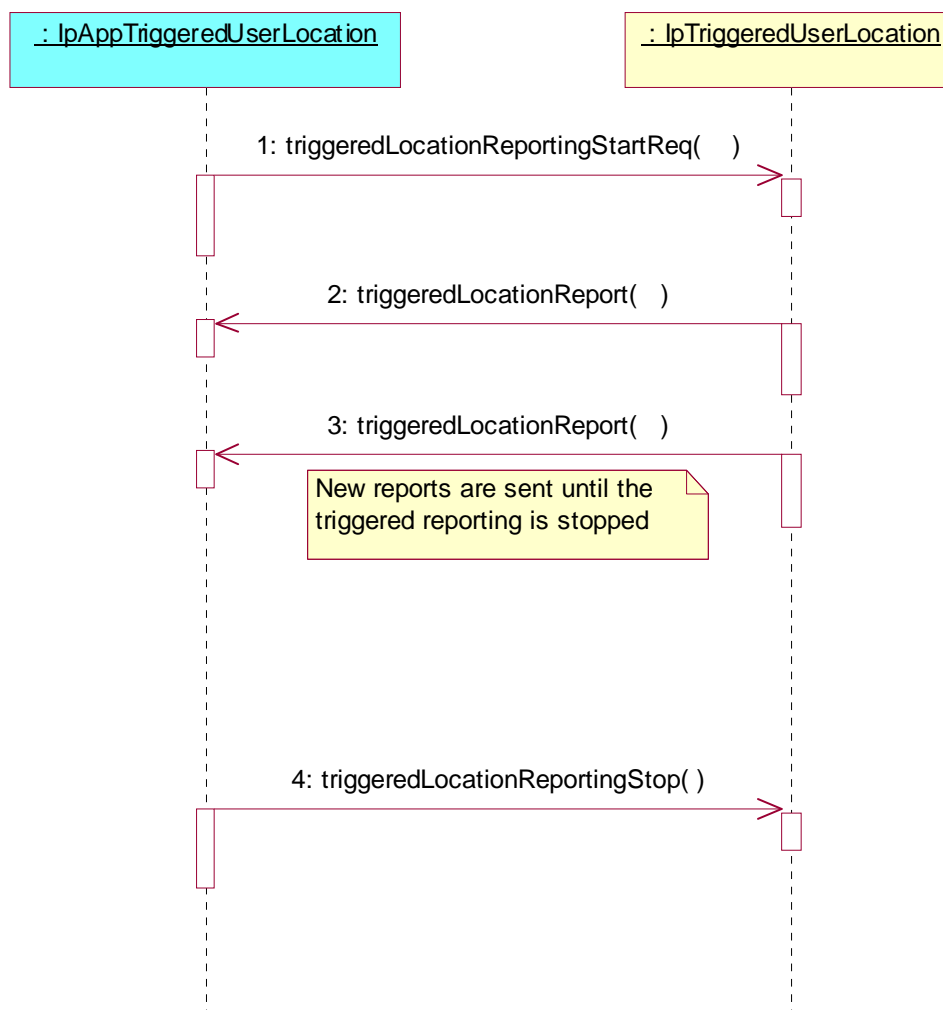 : IpAppTriggeredUserLocation
: IpTriggeredUserLocation
1: triggeredLocationReportingStartReq( )
2: triggeredLocationReport( )
3: triggeredLocationReport( )
New reports are sent until the
triggered reporting is stopped
4: triggeredLocationReportingStop( )